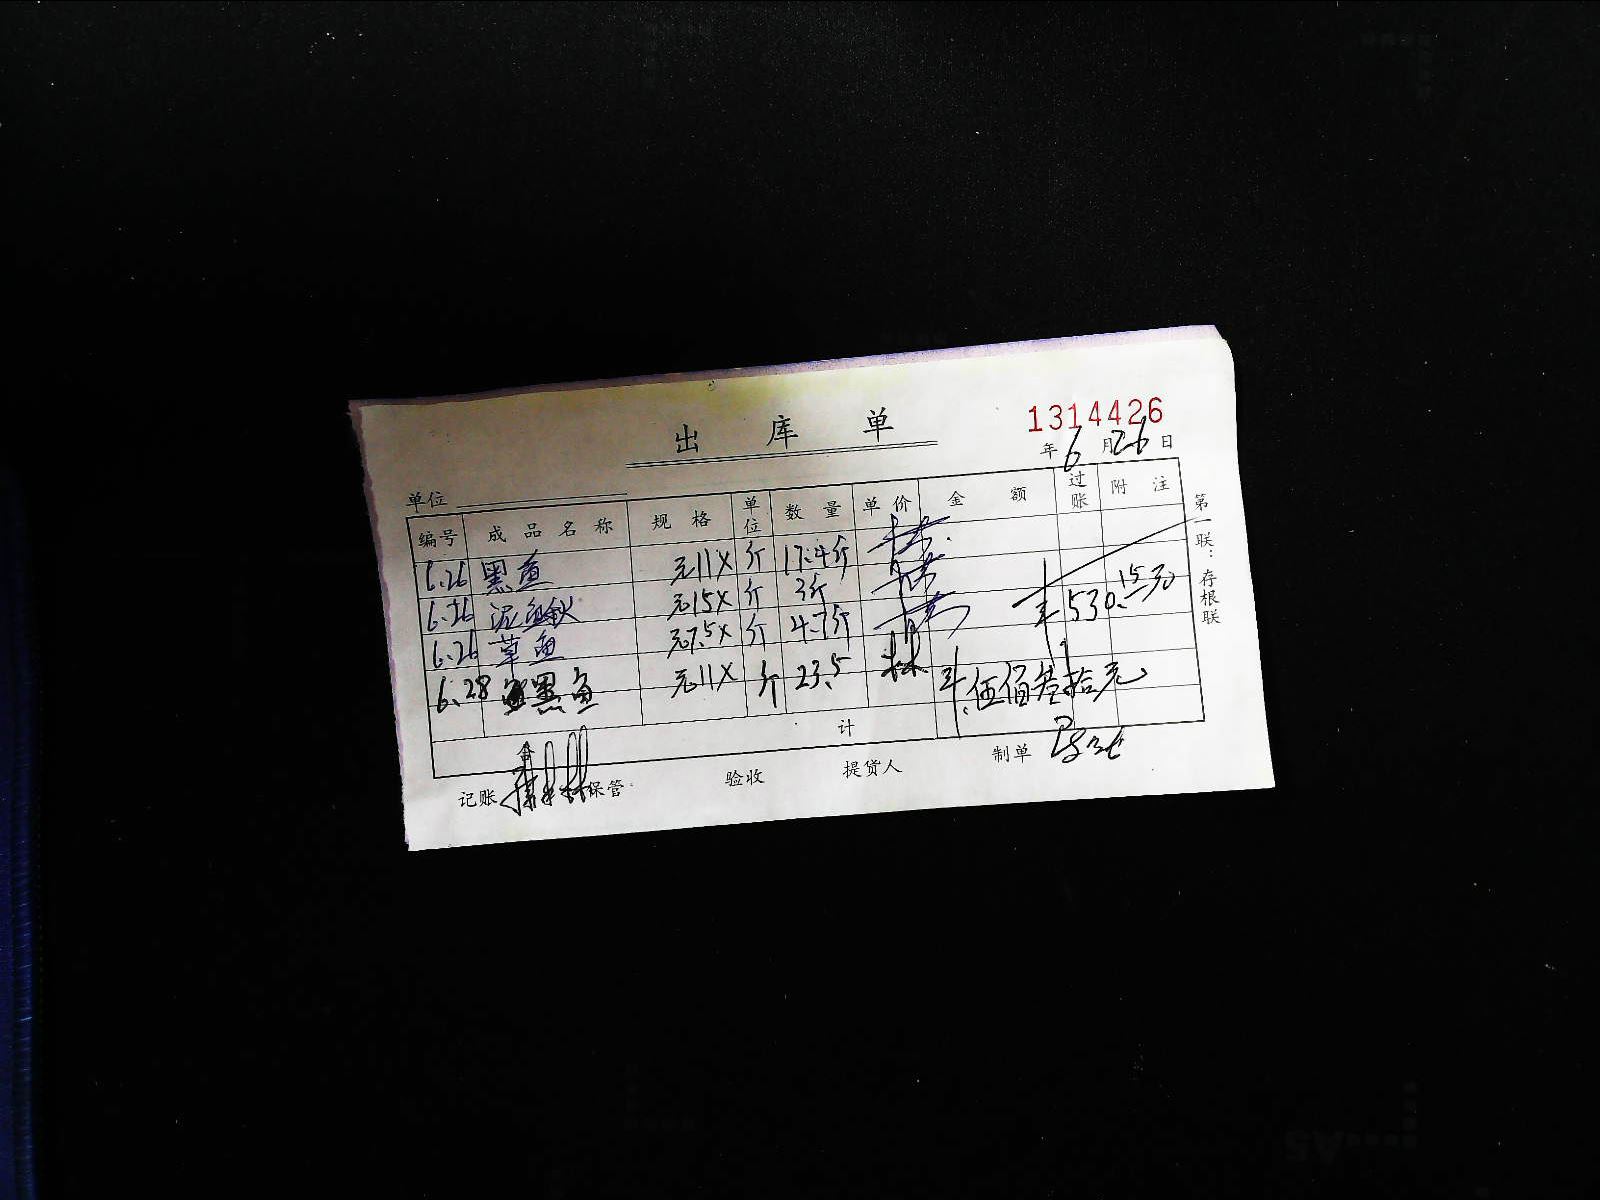 出 库 单
1314426
年 6 月 26 日
单位
编号 成品名称 规格 单位 数量 单价 金额 过账 附注
6.26 黑鱼 元11X 斤 17.4斤
6.26 泥鱼秋 元15X 斤 3斤
6.26 草鱼 元7.5X 斤 4.7斤
¥530. 15元
6.28 黑鱼 元11X 斤 23.5
¥.伍佰叁拾元
计
记账 保管 验收 提货人 制单
第一联：存根联